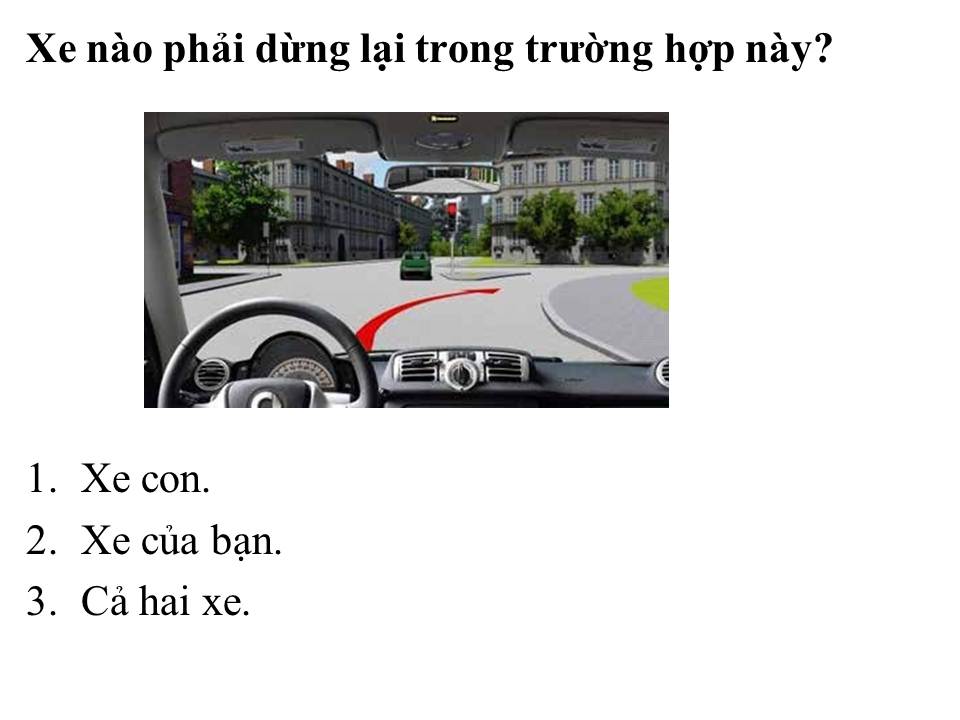 Xe nào phải dừng lại trong trường hợp này?
1. Xe con.
2. Xe của bạn.
3. Cả hai xe.